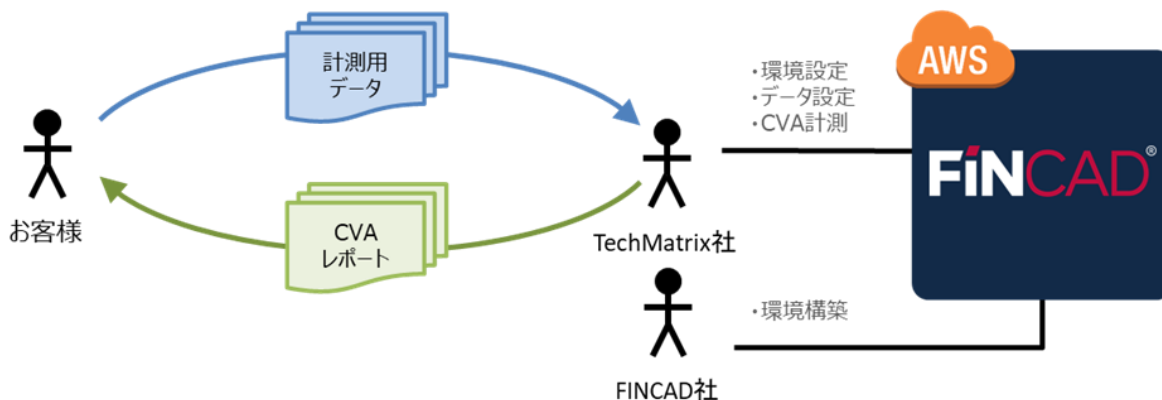 計測用
データ
お客様
CVA
レポート
TechMatrix社
・環境設定
・データ設定
・CVA計測
AWS
FINCAD®
・環境構築
FINCAD社